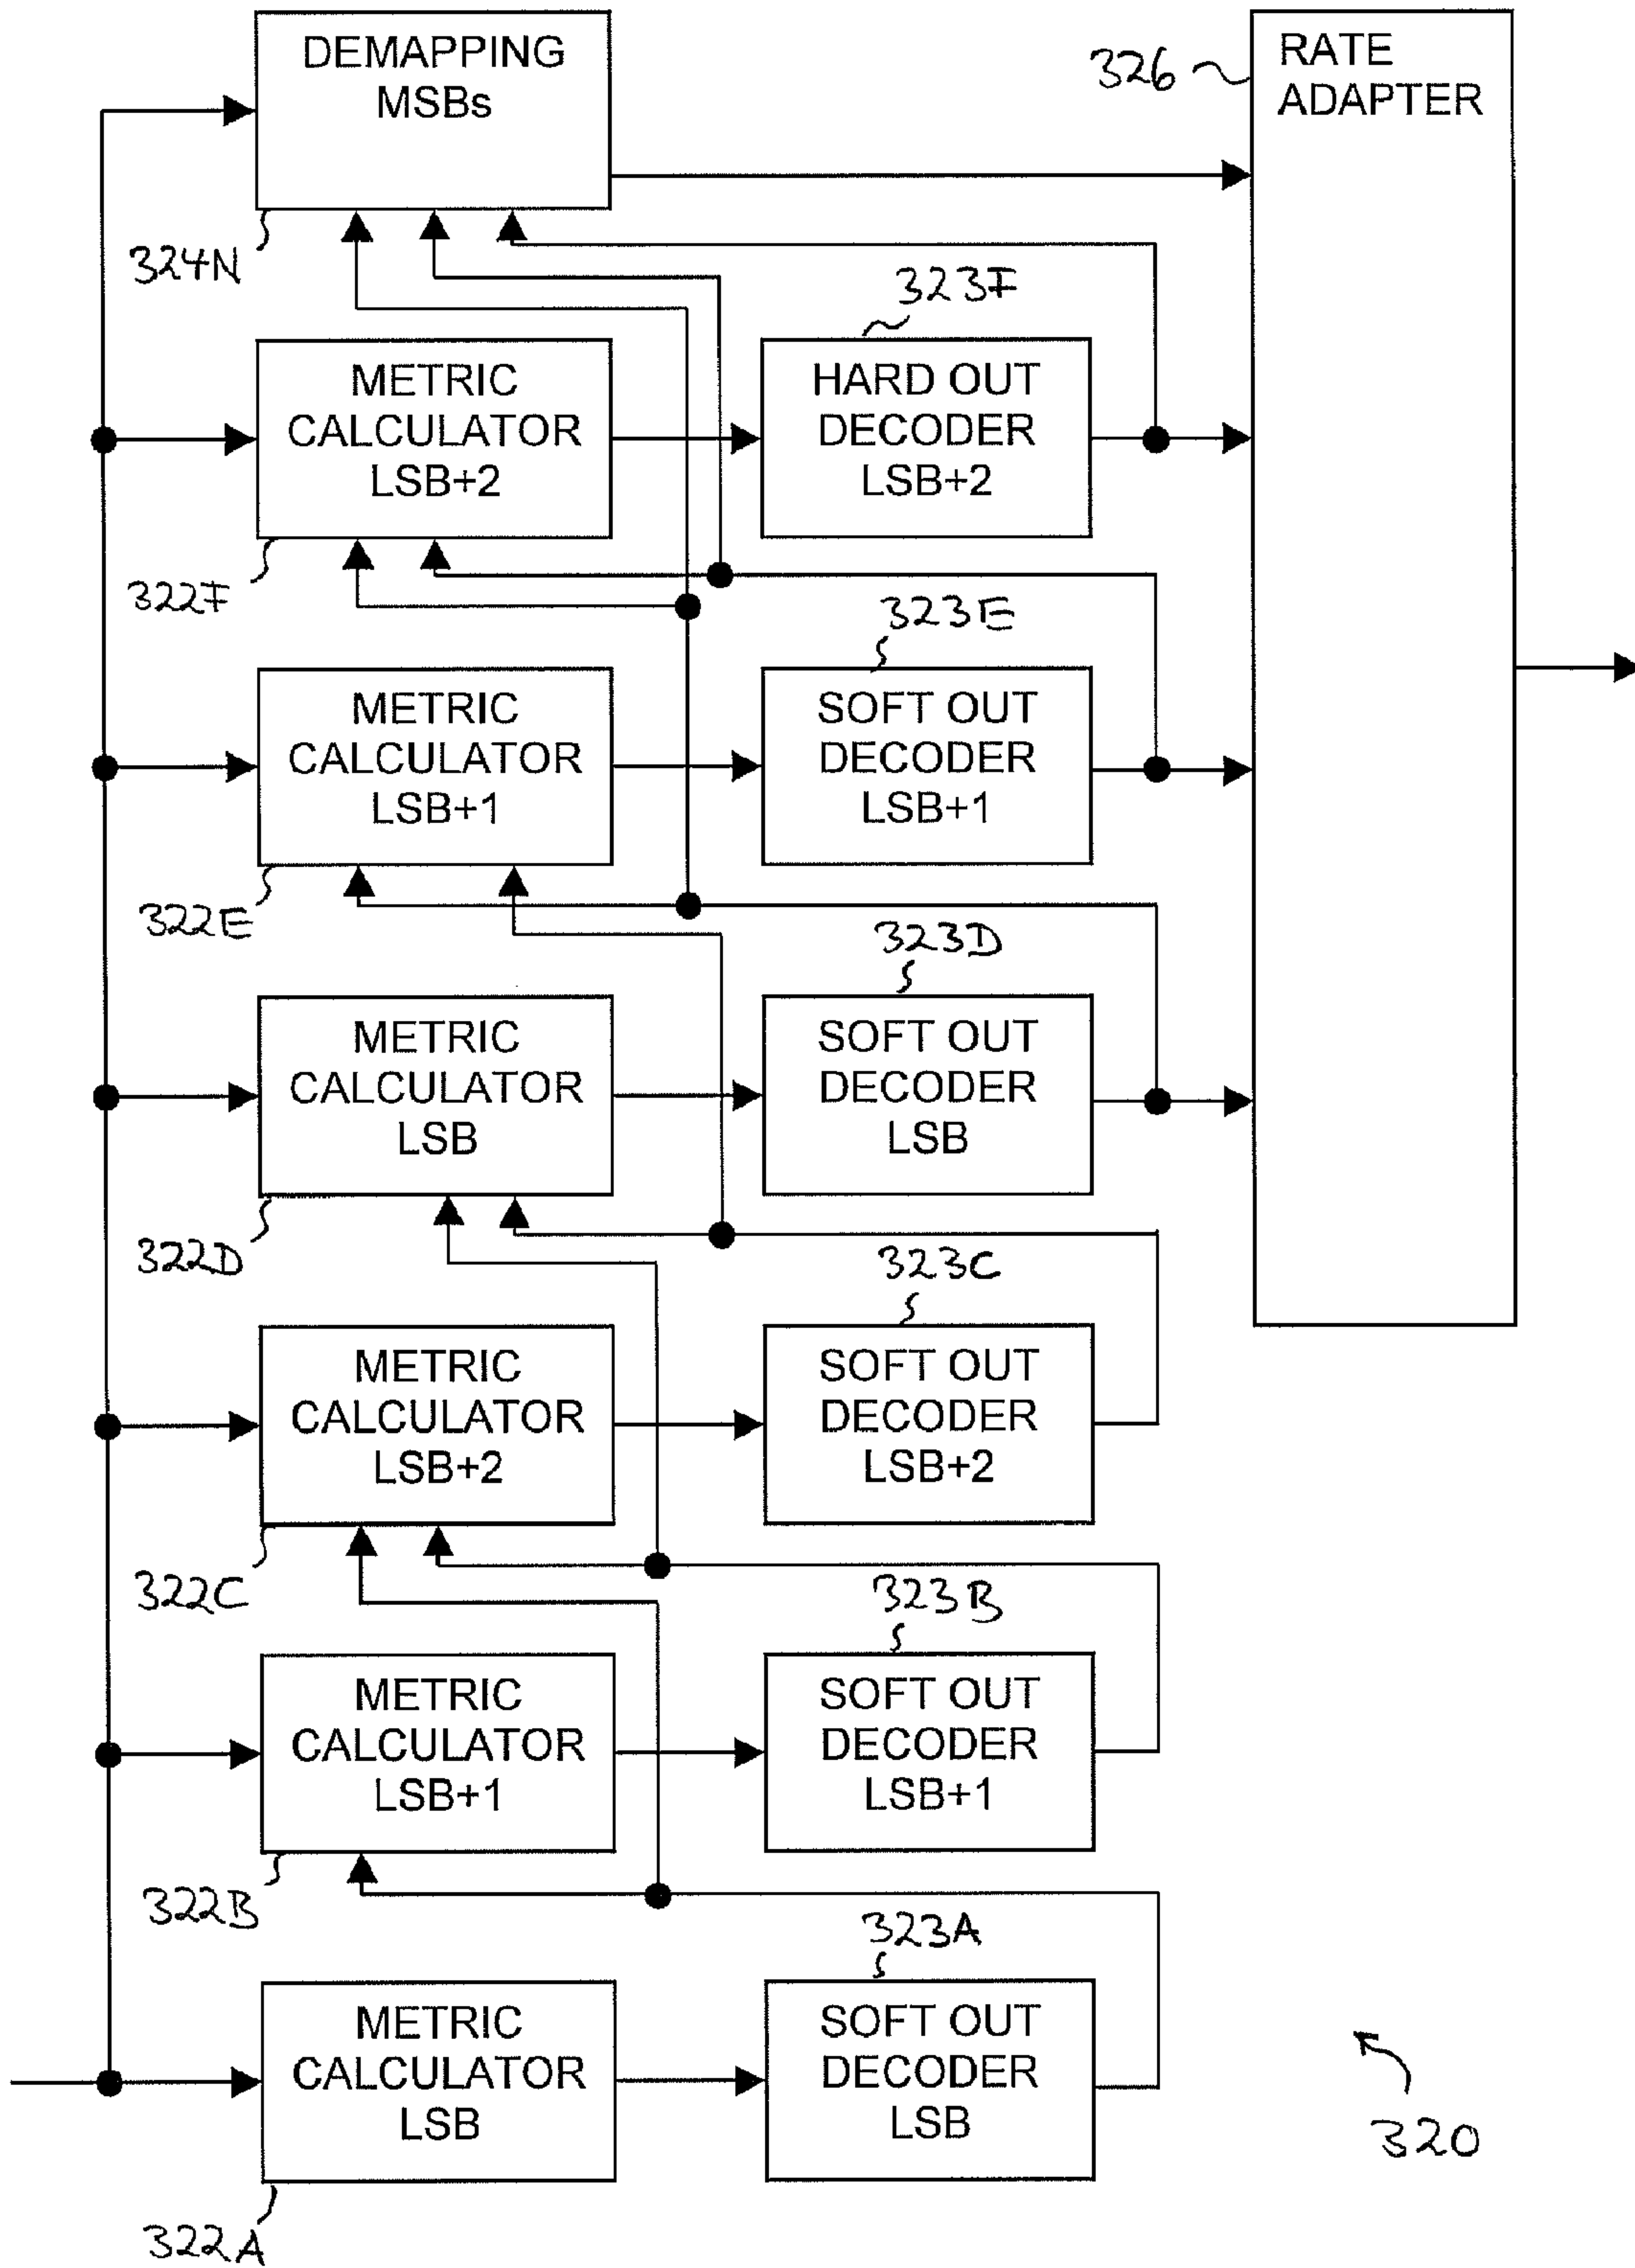 DEMAPPING
MSBs
326
RATE
ADAPTER
324N
323F
METRIC
CALCULATOR
LSB+2
HARD OUT
DECODER
LSB+2
322F
323E
METRIC
CALCULATOR
LSB+1
SOFT OUT
DECODER
LSB+1
322E
323D
METRIC
CALCULATOR
LSB
SOFT OUT
DECODER
LSB
322D
323C
METRIC
CALCULATOR
LSB+2
SOFT OUT
DECODER
LSB+2
322C
323B
METRIC
CALCULATOR
LSB+1
SOFT OUT
DECODER
LSB+1
322B
323A
METRIC
CALCULATOR
LSB
SOFT OUT
DECODER
LSB
320
322A